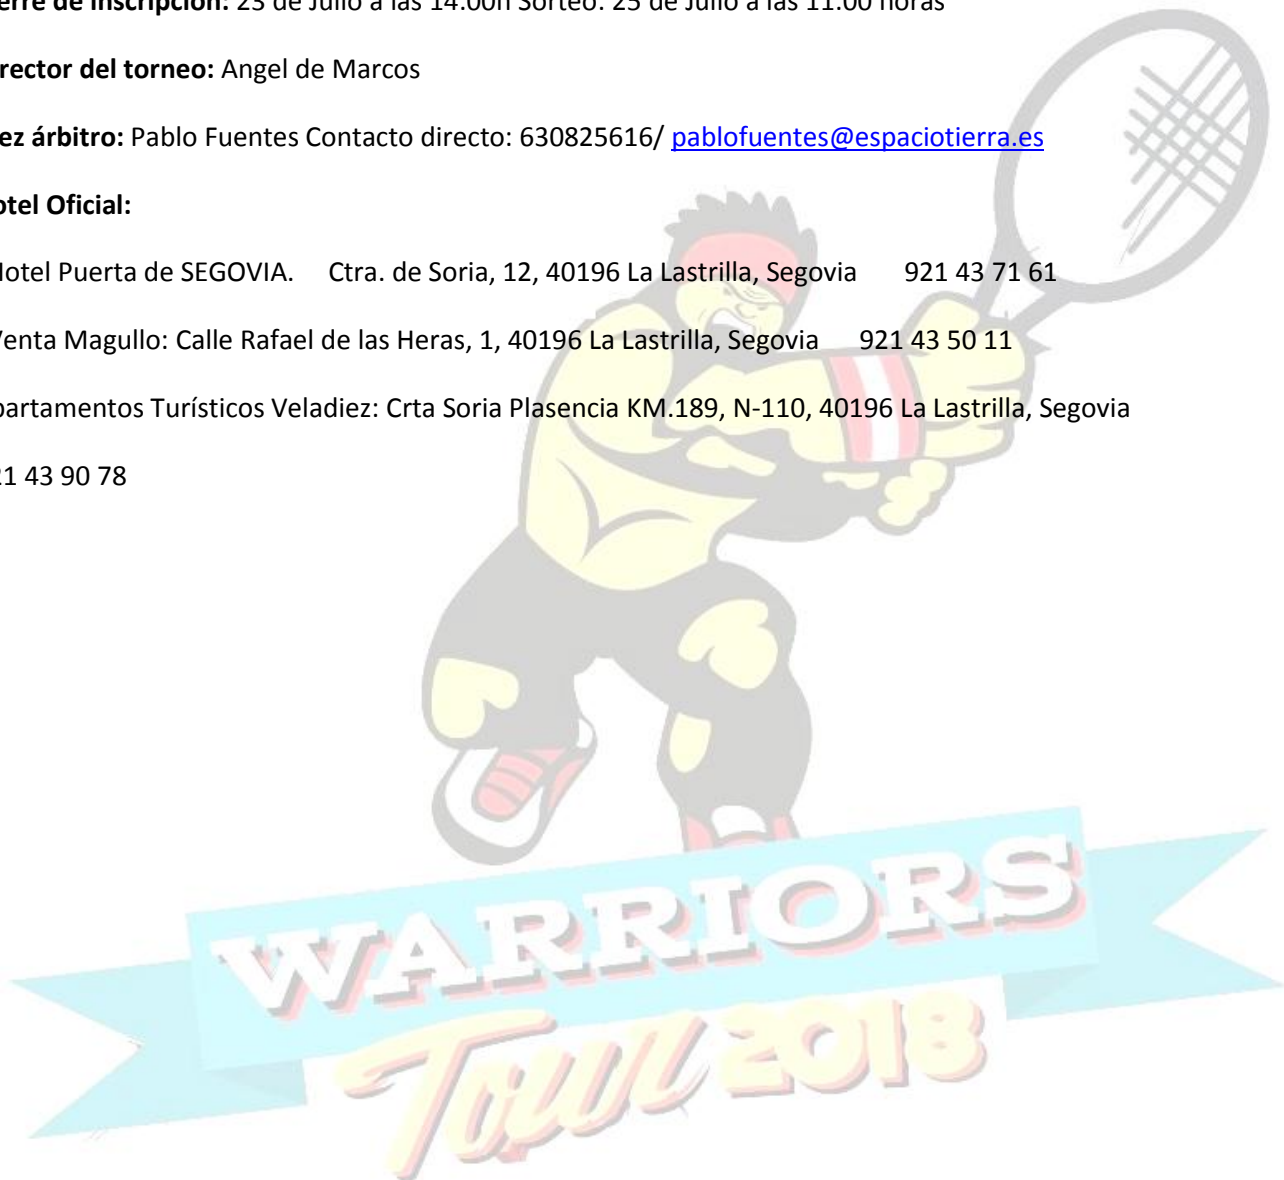 erre de inscripción: 23 de Julio a las 14:00h Sorteo: 25 de Julio a las 11:00 horas
rector del torneo: Angel de Marcos
ez árbitro: Pablo Fuentes Contacto directo: 630825616/ pablofuentes@espaciotierra.es
otel Oficial:
Hotel Puerta de SEGOVIA. Ctra. de Soria, 12, 40196 La Lastrilla, Segovia 921 43 71 61
Venta Magullo: Calle Rafael de las Heras, 1, 40196 La Lastrilla, Segovia 921 43 50 11
partamentos Turísticos Veladiez: Crta Soria Plasencia KM.189, N-110, 40196 La Lastrilla, Segovia
21 43 90 78
WARRIORS
Tour 2018